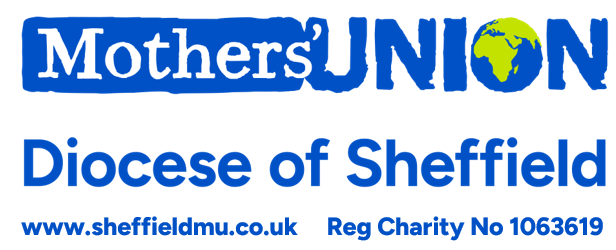 Mothers' UNION
Diocese of Sheffield
www.sheffieldmu.co.uk Reg Charity No 1063619